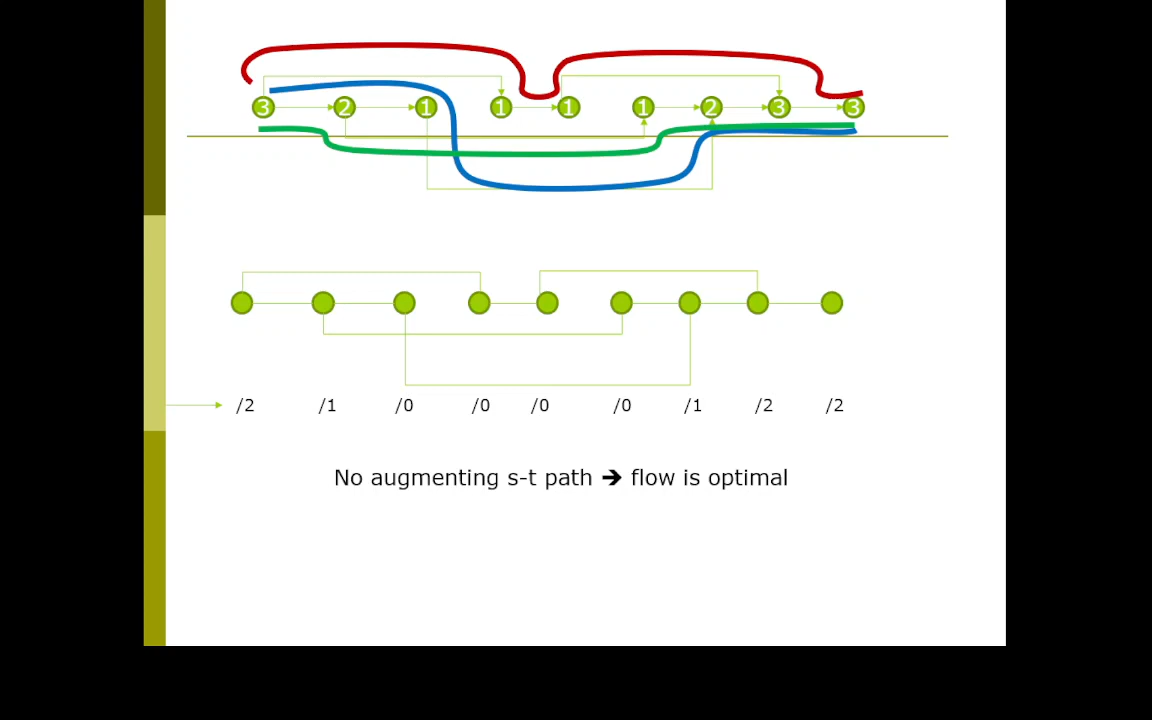 3 2 1 1 1 1 2 3 3
/2 /1 /0 /0 /0 /0 /1 /2 /2
No augmenting s-t path ➔ flow is optimal